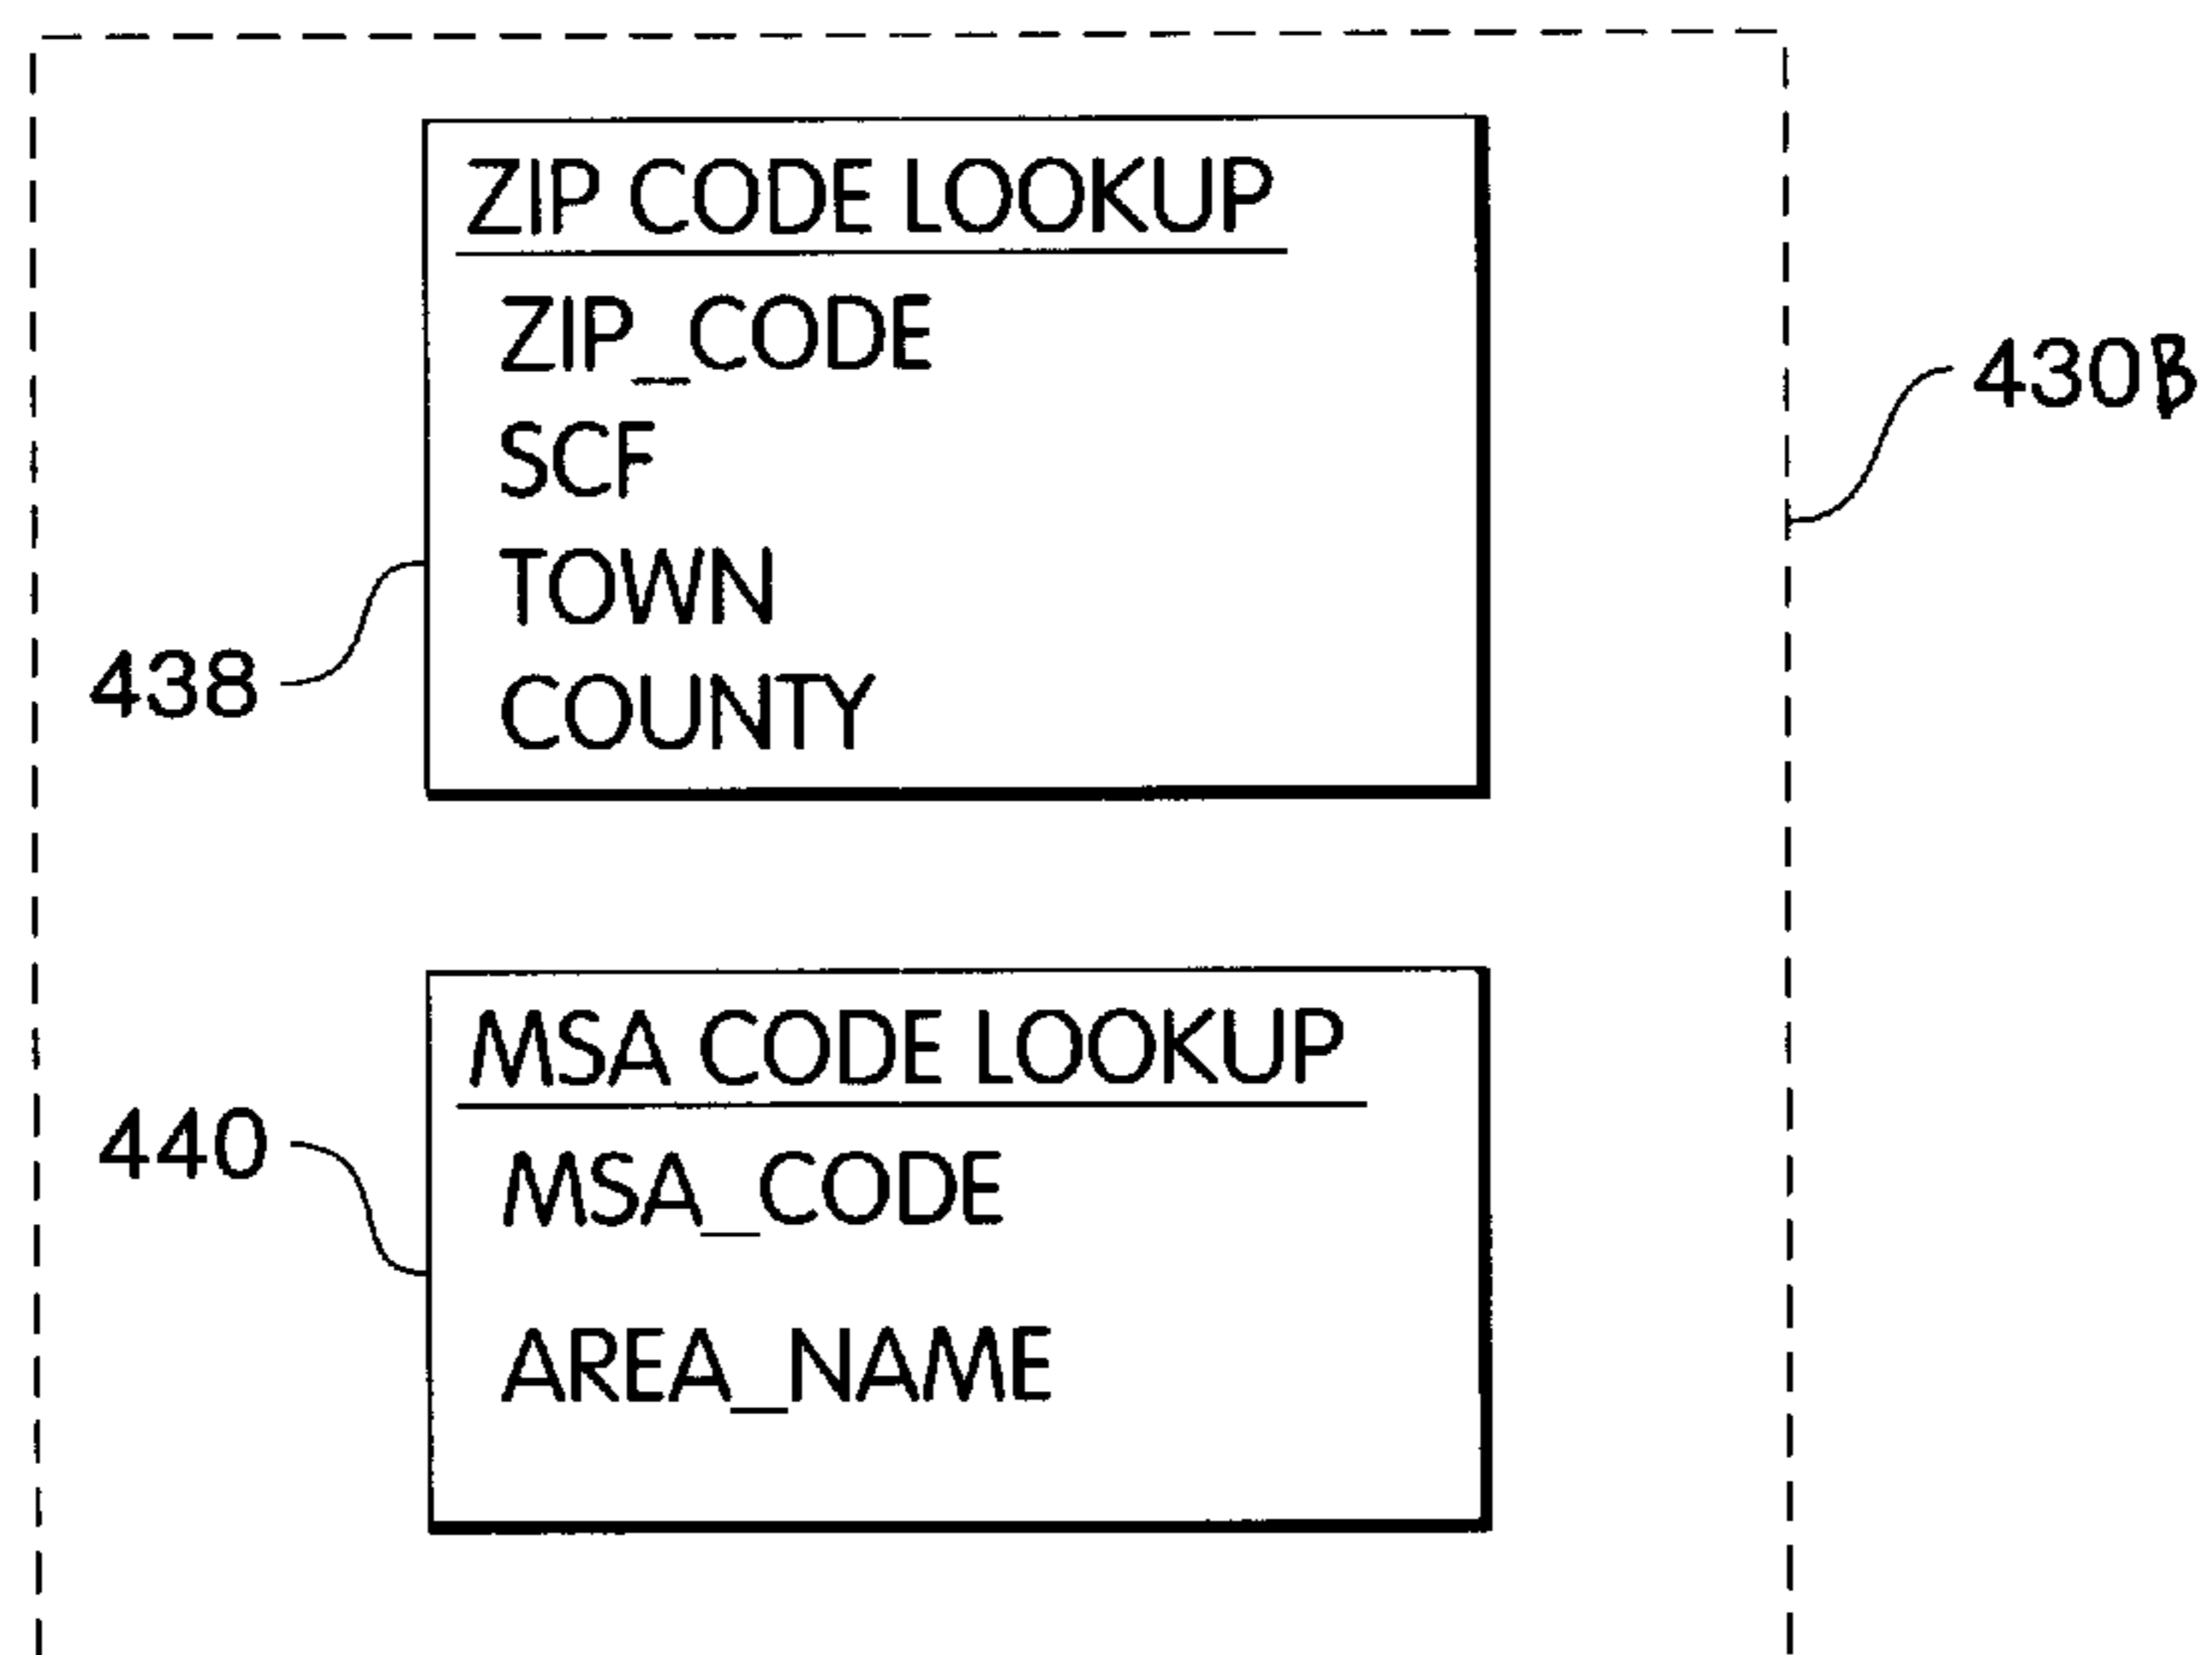 ZIP CODE LOOKUP
ZIP_CODE
SCF
TOWN
COUNTY
438
430B
MSA CODE LOOKUP
MSA_CODE
AREA_NAME
440